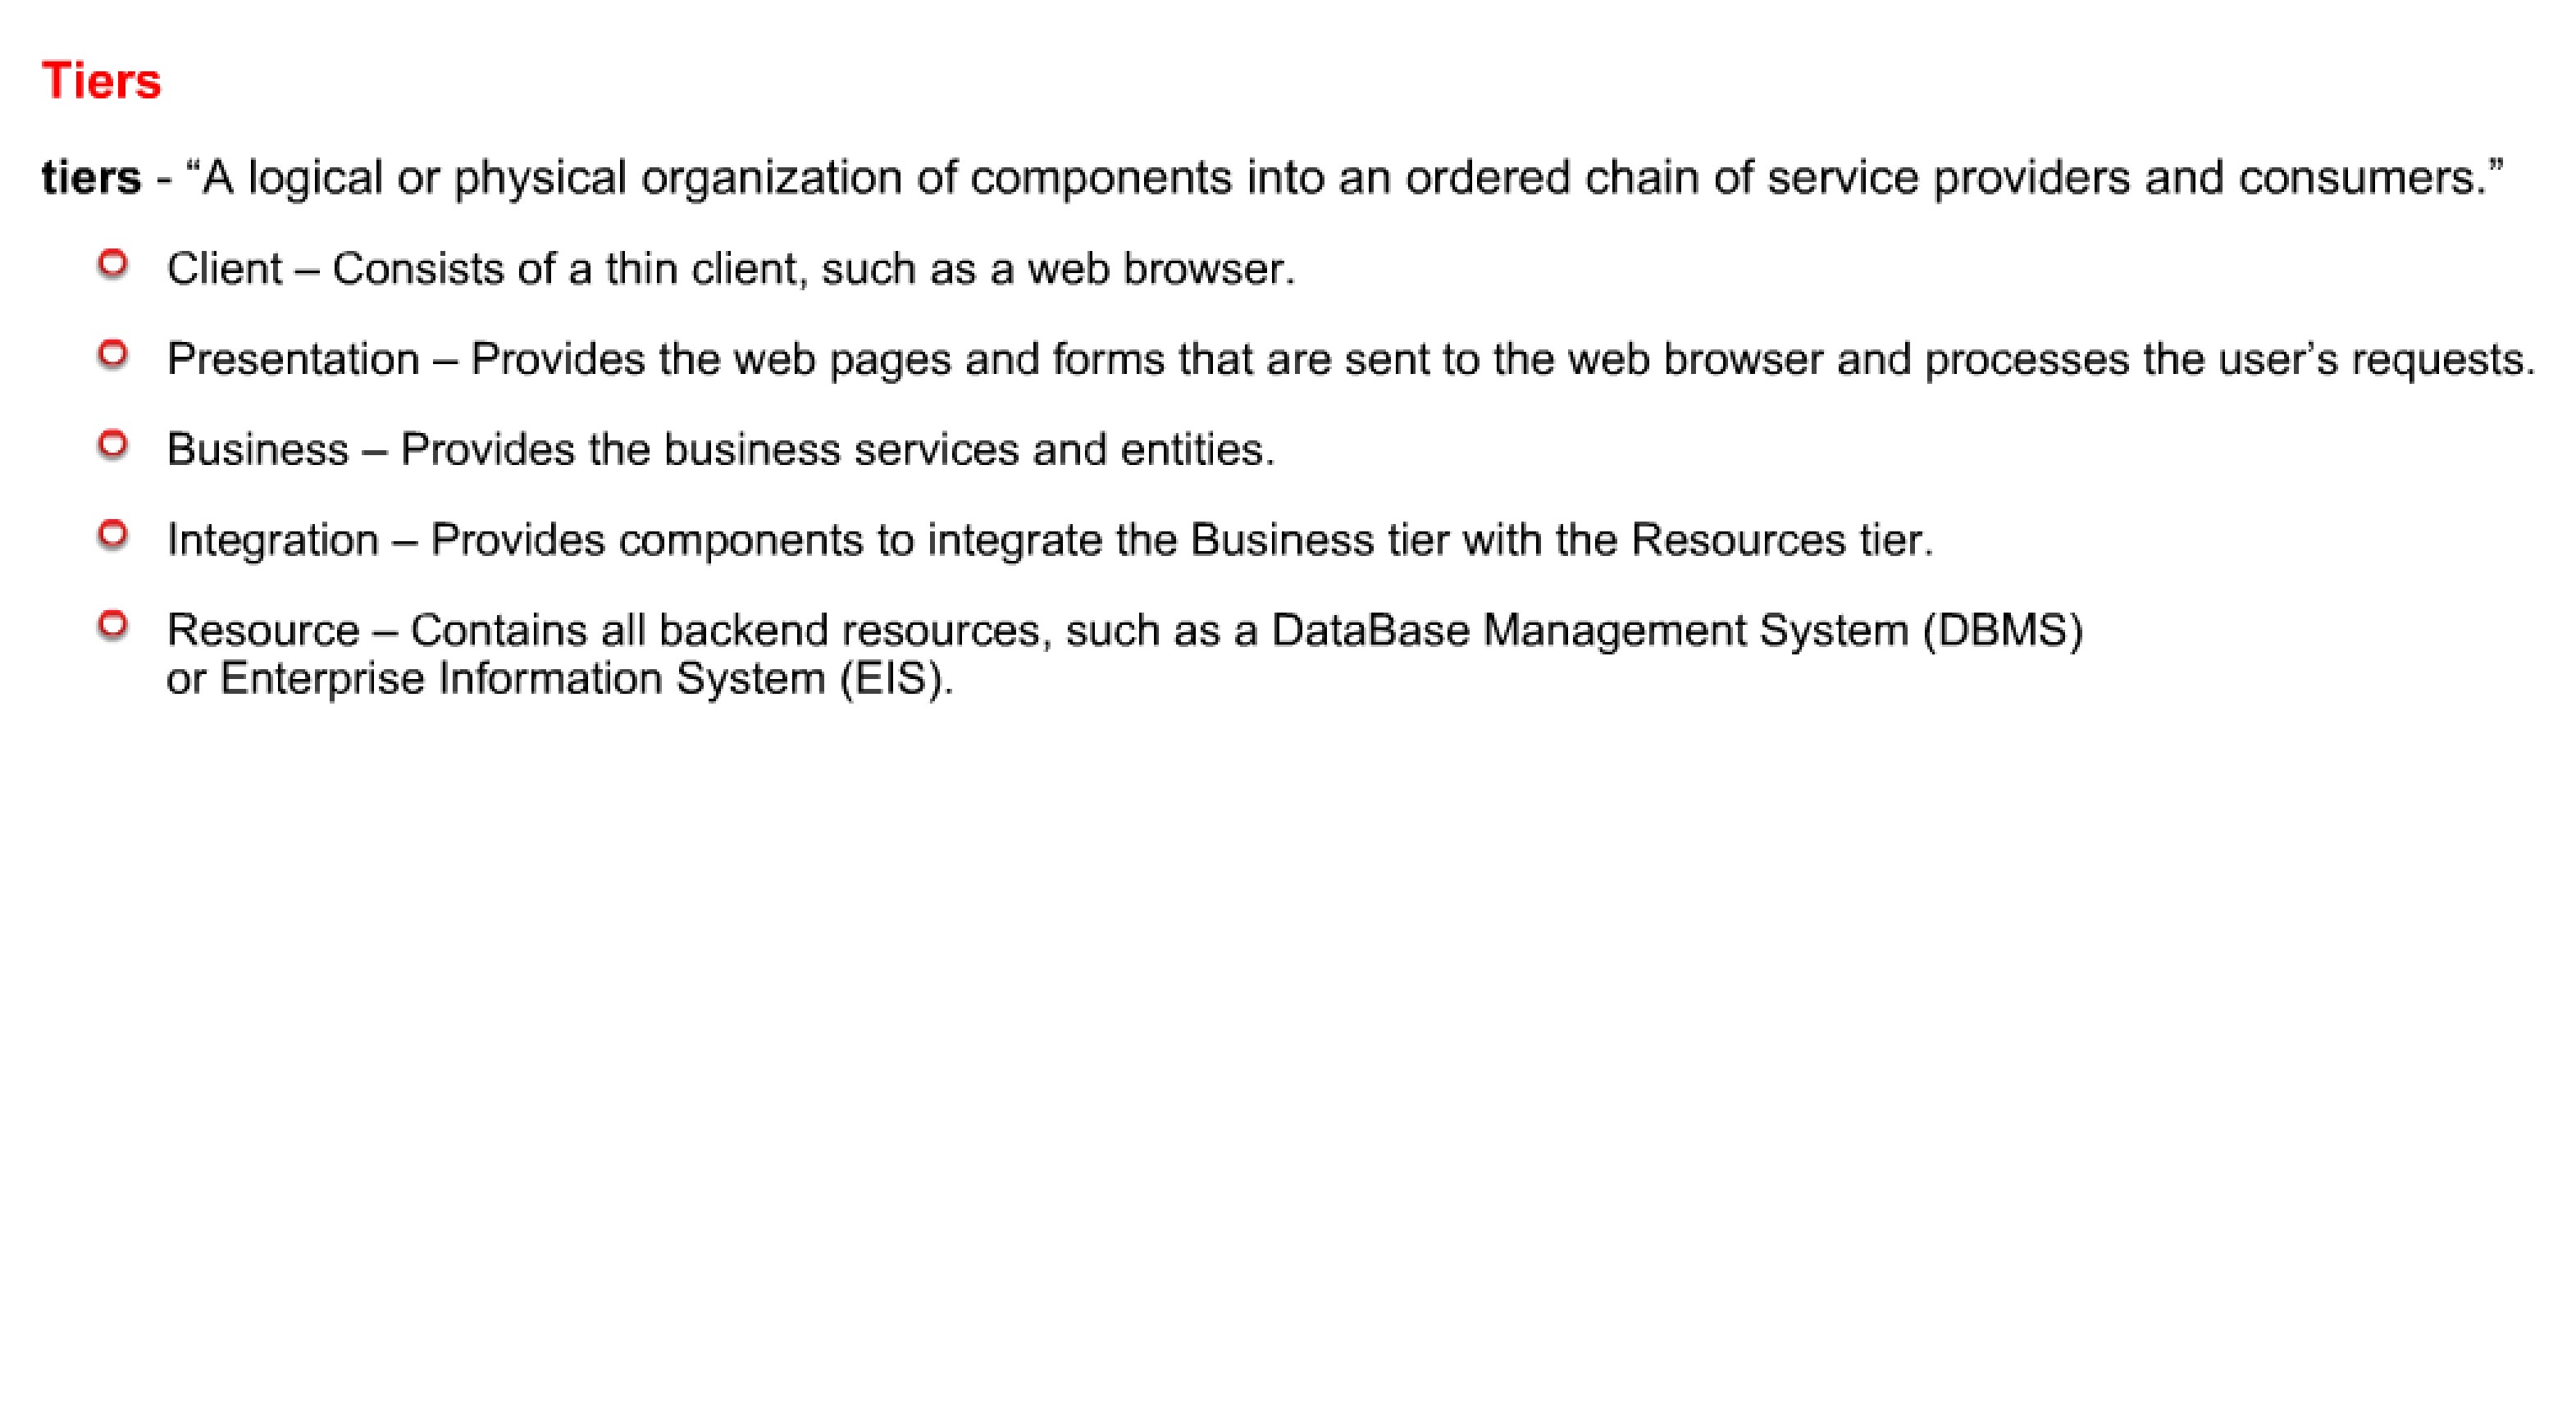 Tiers
tiers - “A logical or physical organization of components into an ordered chain of service providers and consumers.”
Client – Consists of a thin client, such as a web browser.
Presentation – Provides the web pages and forms that are sent to the web browser and processes the user’s requests.
Business – Provides the business services and entities.
Integration – Provides components to integrate the Business tier with the Resources tier.
Resource – Contains all backend resources, such as a DataBase Management System (DBMS)
or Enterprise Information System (EIS).